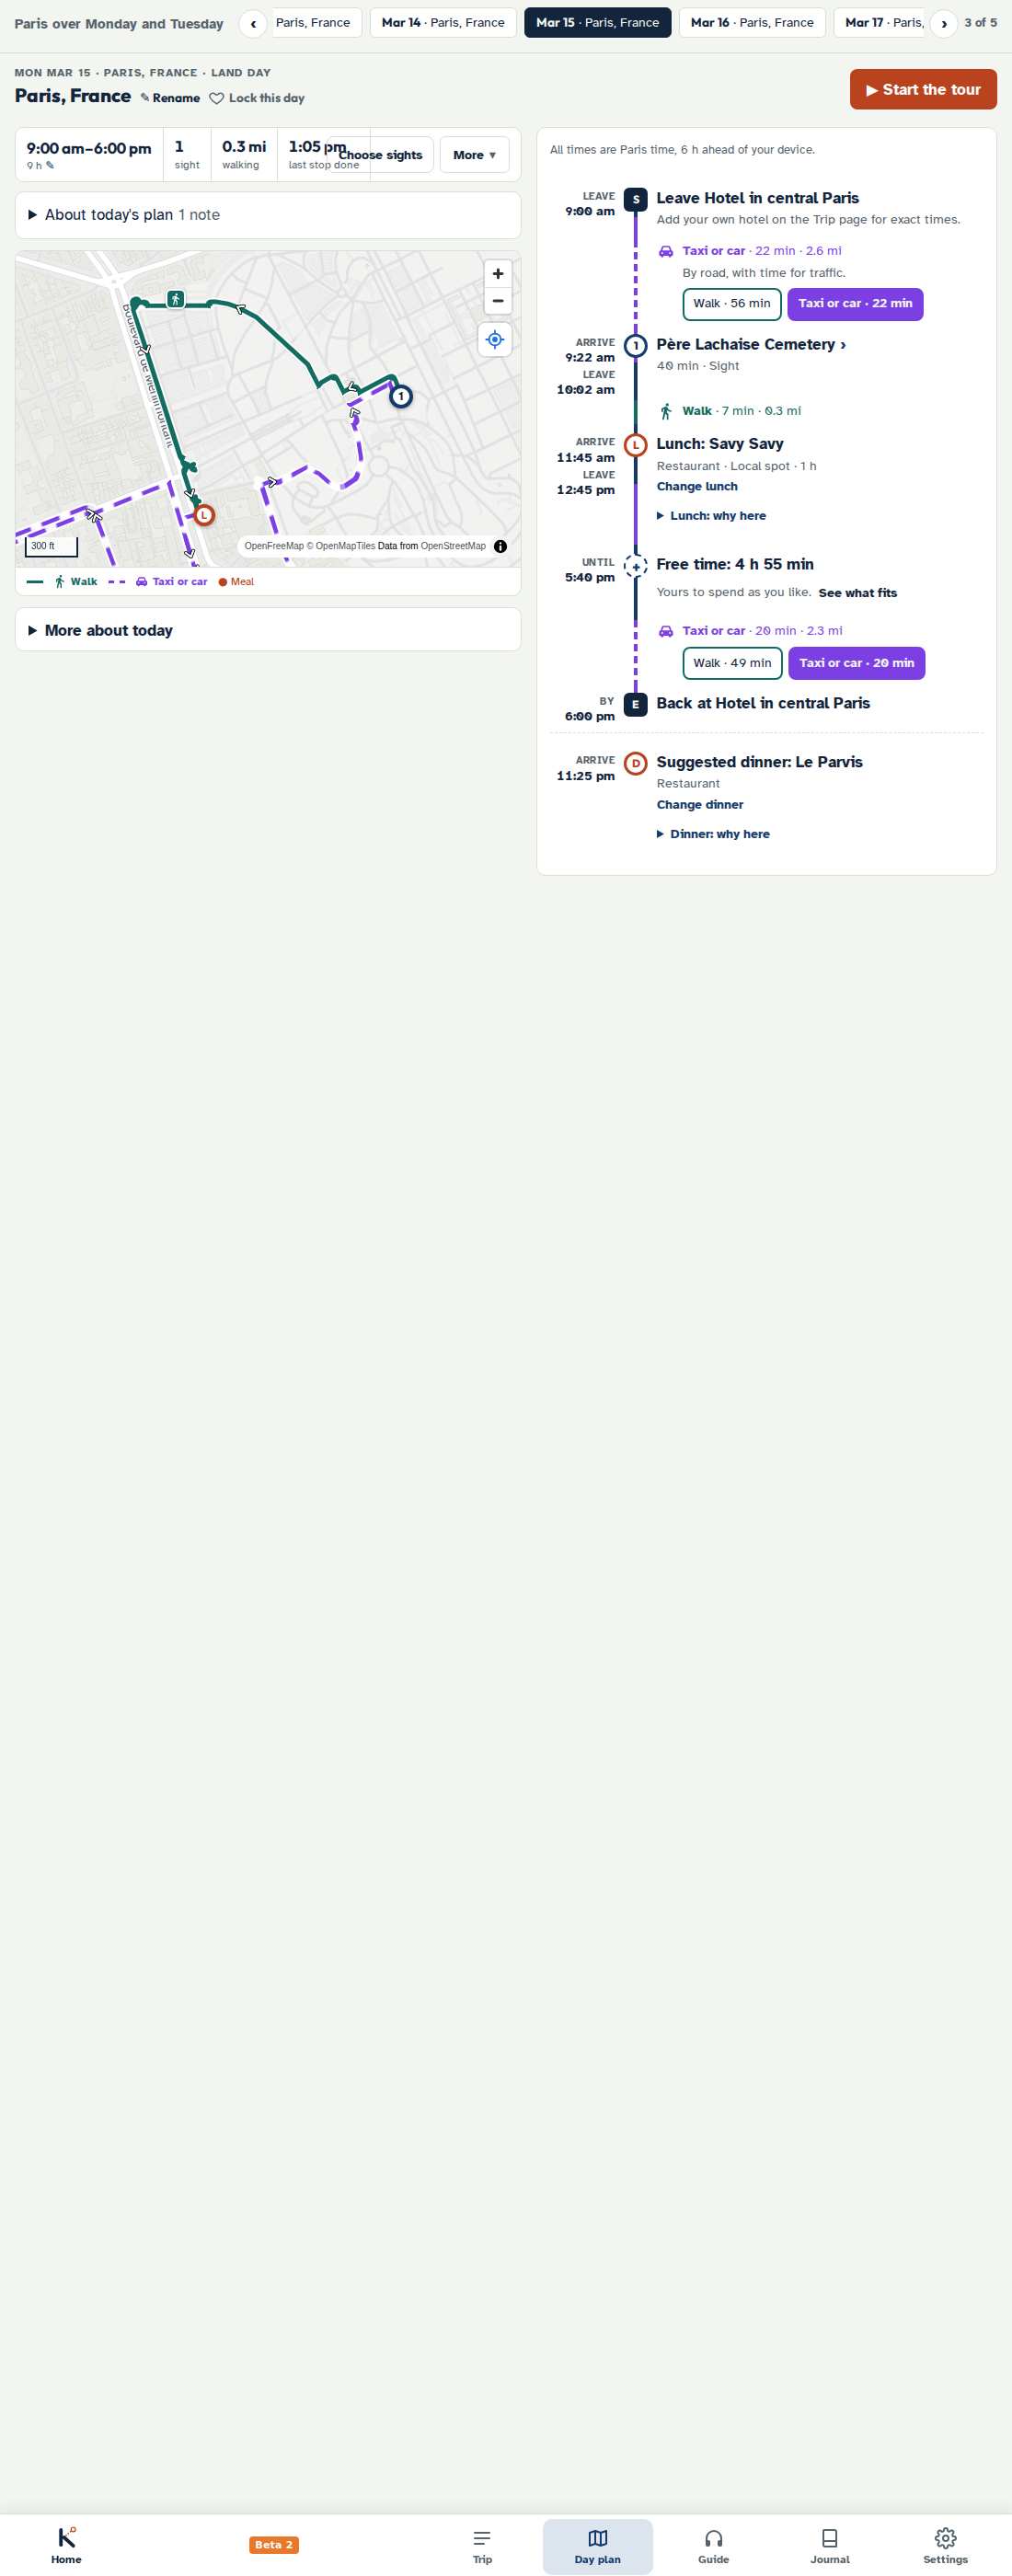 Paris over Monday and Tuesday
‹
Paris, France
Mar 14 · Paris, France
Mar 15 · Paris, France
Mar 16 · Paris, France
Mar 17 · Paris,
›
3 of 5
MON MAR 15 · PARIS, FRANCE · LAND DAY
Paris, France ✎ Rename Lock this day
▶ Start the tour
9:00 am–6:00 pm
9 h ✎
1
sight
0.3 mi
walking
1:05 pm
last stop done
Choose sights
More ▼
▶ About today's plan 1 note
Boulevard de Ménilmontant
1
L
+
−
300 ft
OpenFreeMap © OpenMapTiles Data from OpenStreetMap
Walk Taxi or car Meal
▶ More about today
All times are Paris time, 6 h ahead of your device.
LEAVE
9:00 am
S
Leave Hotel in central Paris
Add your own hotel on the Trip page for exact times.
Taxi or car · 22 min · 2.6 mi
By road, with time for traffic.
Walk · 56 min
Taxi or car · 22 min
ARRIVE
9:22 am
LEAVE
10:02 am
1
Père Lachaise Cemetery ›
40 min · Sight
Walk · 7 min · 0.3 mi
ARRIVE
11:45 am
LEAVE
12:45 pm
L
Lunch: Savy Savy
Restaurant · Local spot · 1 h
Change lunch
▶ Lunch: why here
UNTIL
5:40 pm
+
Free time: 4 h 55 min
Yours to spend as you like. See what fits
Taxi or car · 20 min · 2.3 mi
Walk · 49 min
Taxi or car · 20 min
BY
6:00 pm
E
Back at Hotel in central Paris
ARRIVE
11:25 pm
D
Suggested dinner: Le Parvis
Restaurant
Change dinner
▶ Dinner: why here
Home
Beta 2
Trip
Day plan
Guide
Journal
Settings